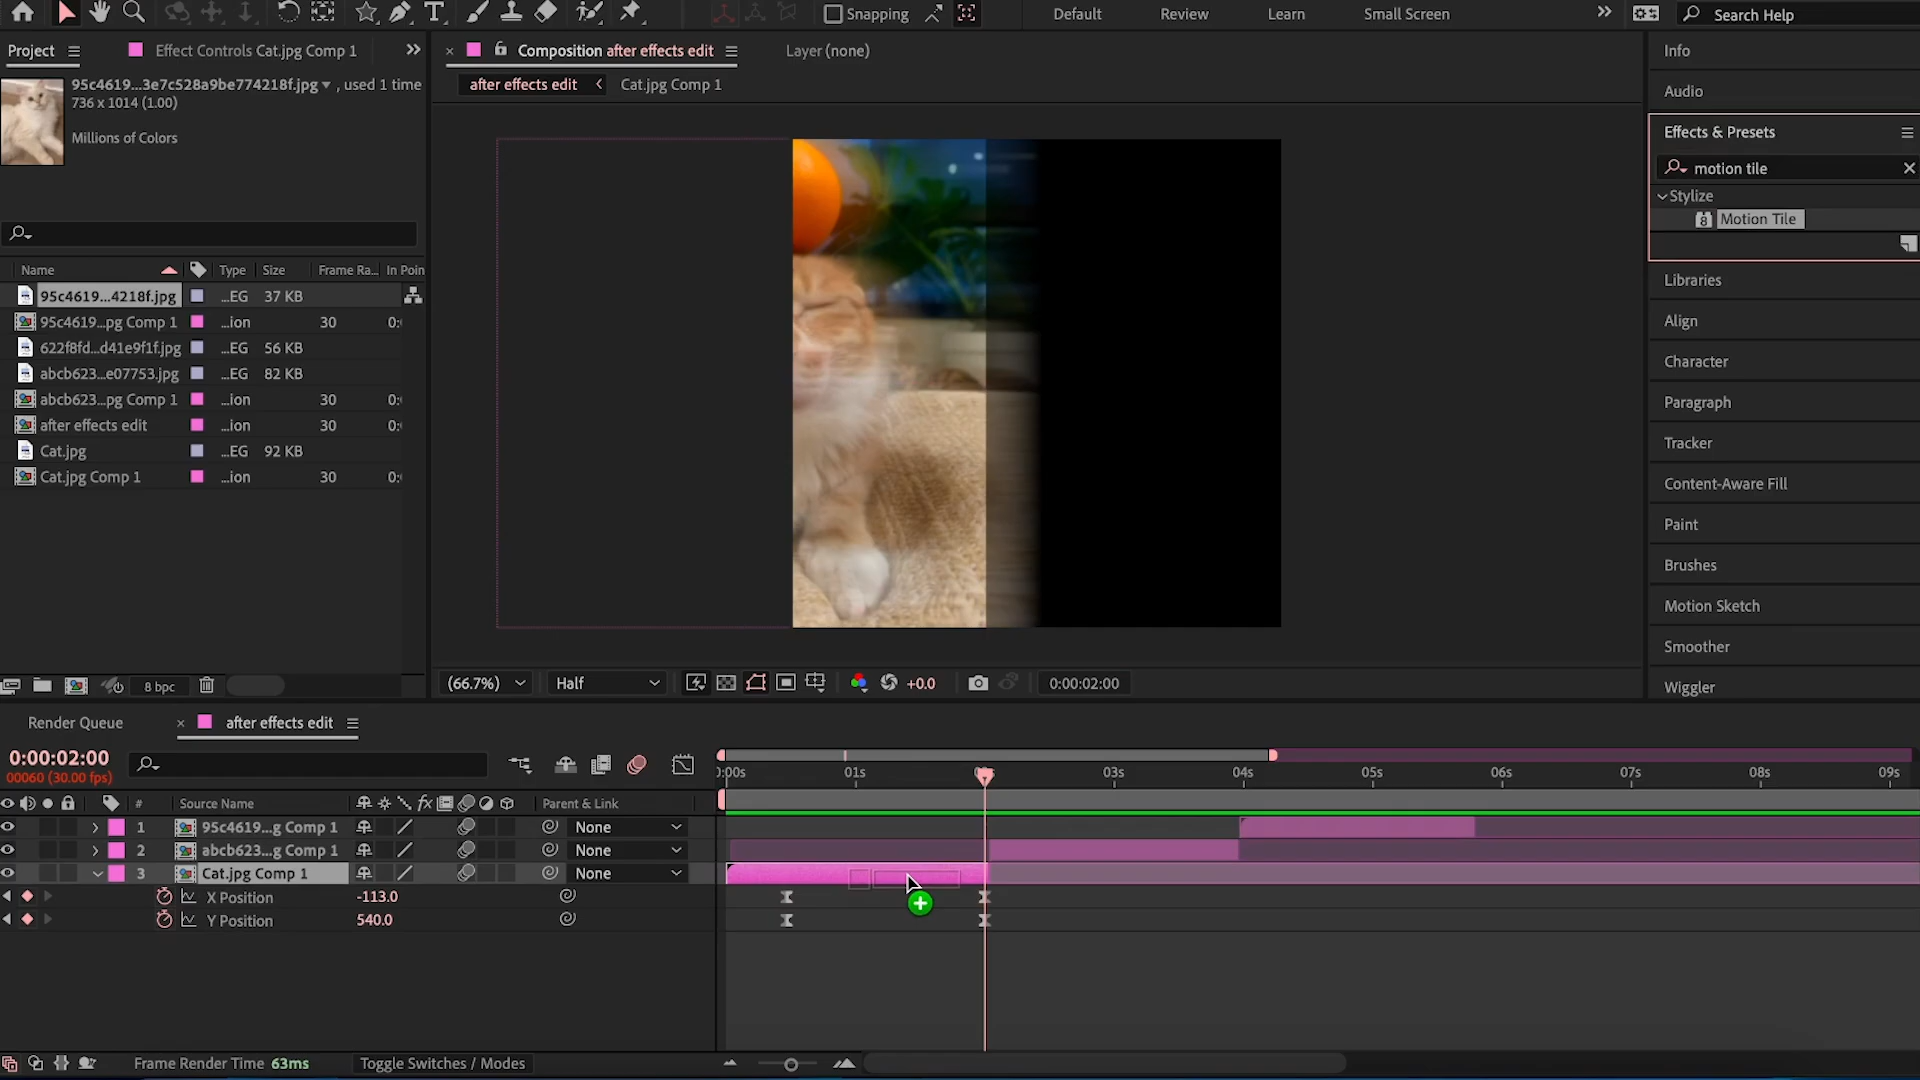 Snapping
Default
Review
Learn
Small Screen
Search Help
Project
Effect Controls Cat.jpg Comp 1
Composition after effects edit
Layer (none)
Info
95c4619...3e7c528a9be774218f.jpg , used 1 time
736 x 1014 (1.00)
Millions of Colors
after effects edit
Cat.jpg Comp 1
Audio
Effects & Presets
motion tile
Stylize
8 Motion Tile
Libraries
Align
Character
Paragraph
Tracker
Content-Aware Fill
Paint
Brushes
Motion Sketch
Smoother
Wiggler
Name Type Size Frame Ra... In Poin
95c4619...4218f.jpg ...EG 37 KB
95c4619...pg Comp 1 ...ion 30 0:
622f8fd...d41e9f1f.jpg ...EG 56 KB
abcb623...e07753.jpg ...EG 82 KB
abcb623...pg Comp 1 ...ion 30 0:
after effects edit ...ion 30 0:
Cat.jpg ...EG 92 KB
Cat.jpg Comp 1 ...ion 30 0:
8 bpc
(66.7%) Half +0.0 0:00:02:00
Render Queue
after effects edit
0:00:02:00
00060 (30.00 fps)
):00s 01s 03s 04s 05s 06s 07s 08s 09s
# Source Name fx Parent & Link
1 95c4619...g Comp 1 None
2 abcb623...g Comp 1 None
3 Cat.jpg Comp 1 None
X Position -113.0
Y Position 540.0
Frame Render Time 63ms
Toggle Switches / Modes